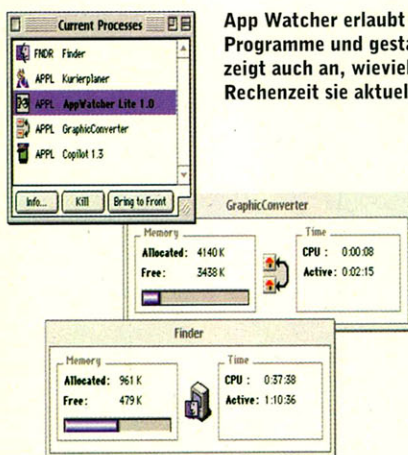 Current Processes
FNDR Finder
APPL Kurierplaner
APPL AppWatcher Lite 1.0
APPL GraphicConverter
APPL Copilot 1.3
Info... Kill Bring to Front
App Watcher erlaubt
Programme und
zeigt auch an, wieviel
Rechenzeit sie
GraphicConverter
Memory
Allocated: 4140 K
Free: 3438 K
Time
CPU : 0:00:08
Active: 0:02:15
Finder
Memory
Allocated: 961 K
Free: 479 K
Time
CPU : 0:37:38
Active: 1:10:36